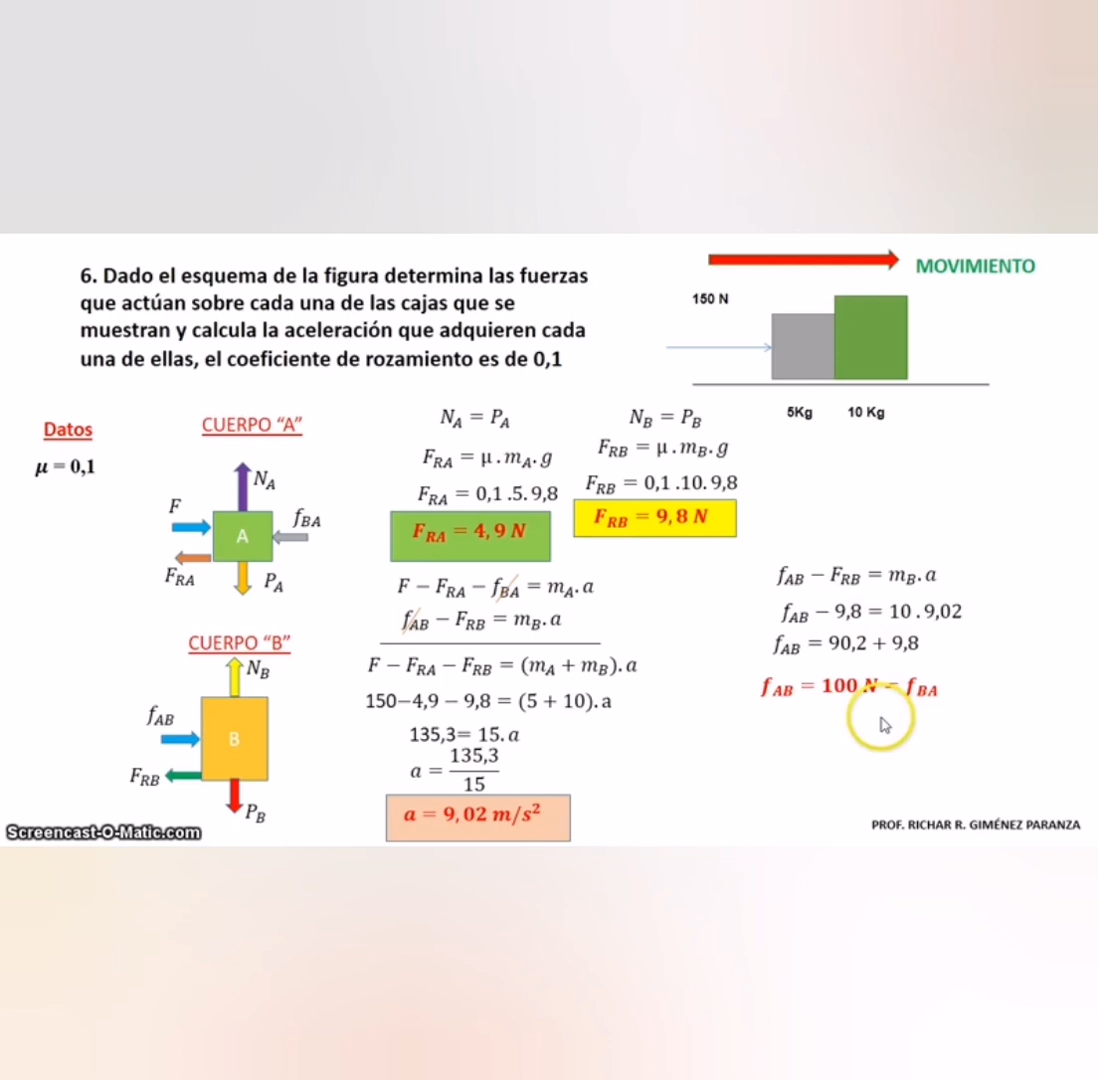 6. Dado el esquema de la figura determina las fuerzas
que actúan sobre cada una de las cajas que se
muestran y calcula la aceleración que adquieren cada
una de ellas, el coeficiente de rozamiento es de 0,1
MOVIMIENTO
150 N
5Kg 10 Kg
Datos
μ = 0,1
CUERPO “A”
N_A
F
f_BA
A
F_RA
P_A
CUERPO “B”
N_B
f_AB
B
F_RB
P_B
N_A = P_A
F_RA = μ . m_A. g
F_RA = 0,1 .5. 9,8
F_RA = 4,9 N
N_B = P_B
F_RB = μ . m_B. g
F_RB = 0,1 .10. 9,8
F_RB = 9,8 N
F − F_RA − f_BA = m_A. a
f_AB − F_RB = m_B. a
F − F_RA − F_RB = (m_A + m_B). a
150−4,9 − 9,8 = (5 + 10). a
135,3= 15. a
a = 135,3
15
a = 9,02 m/s²
f_AB − F_RB = m_B. a
f_AB − 9,8 = 10 . 9,02
f_AB = 90,2 + 9,8
f_AB = 100 N = f_BA
PROF. RICHAR R. GIMÉNEZ PARANZA
Screencast-O-Matic.com